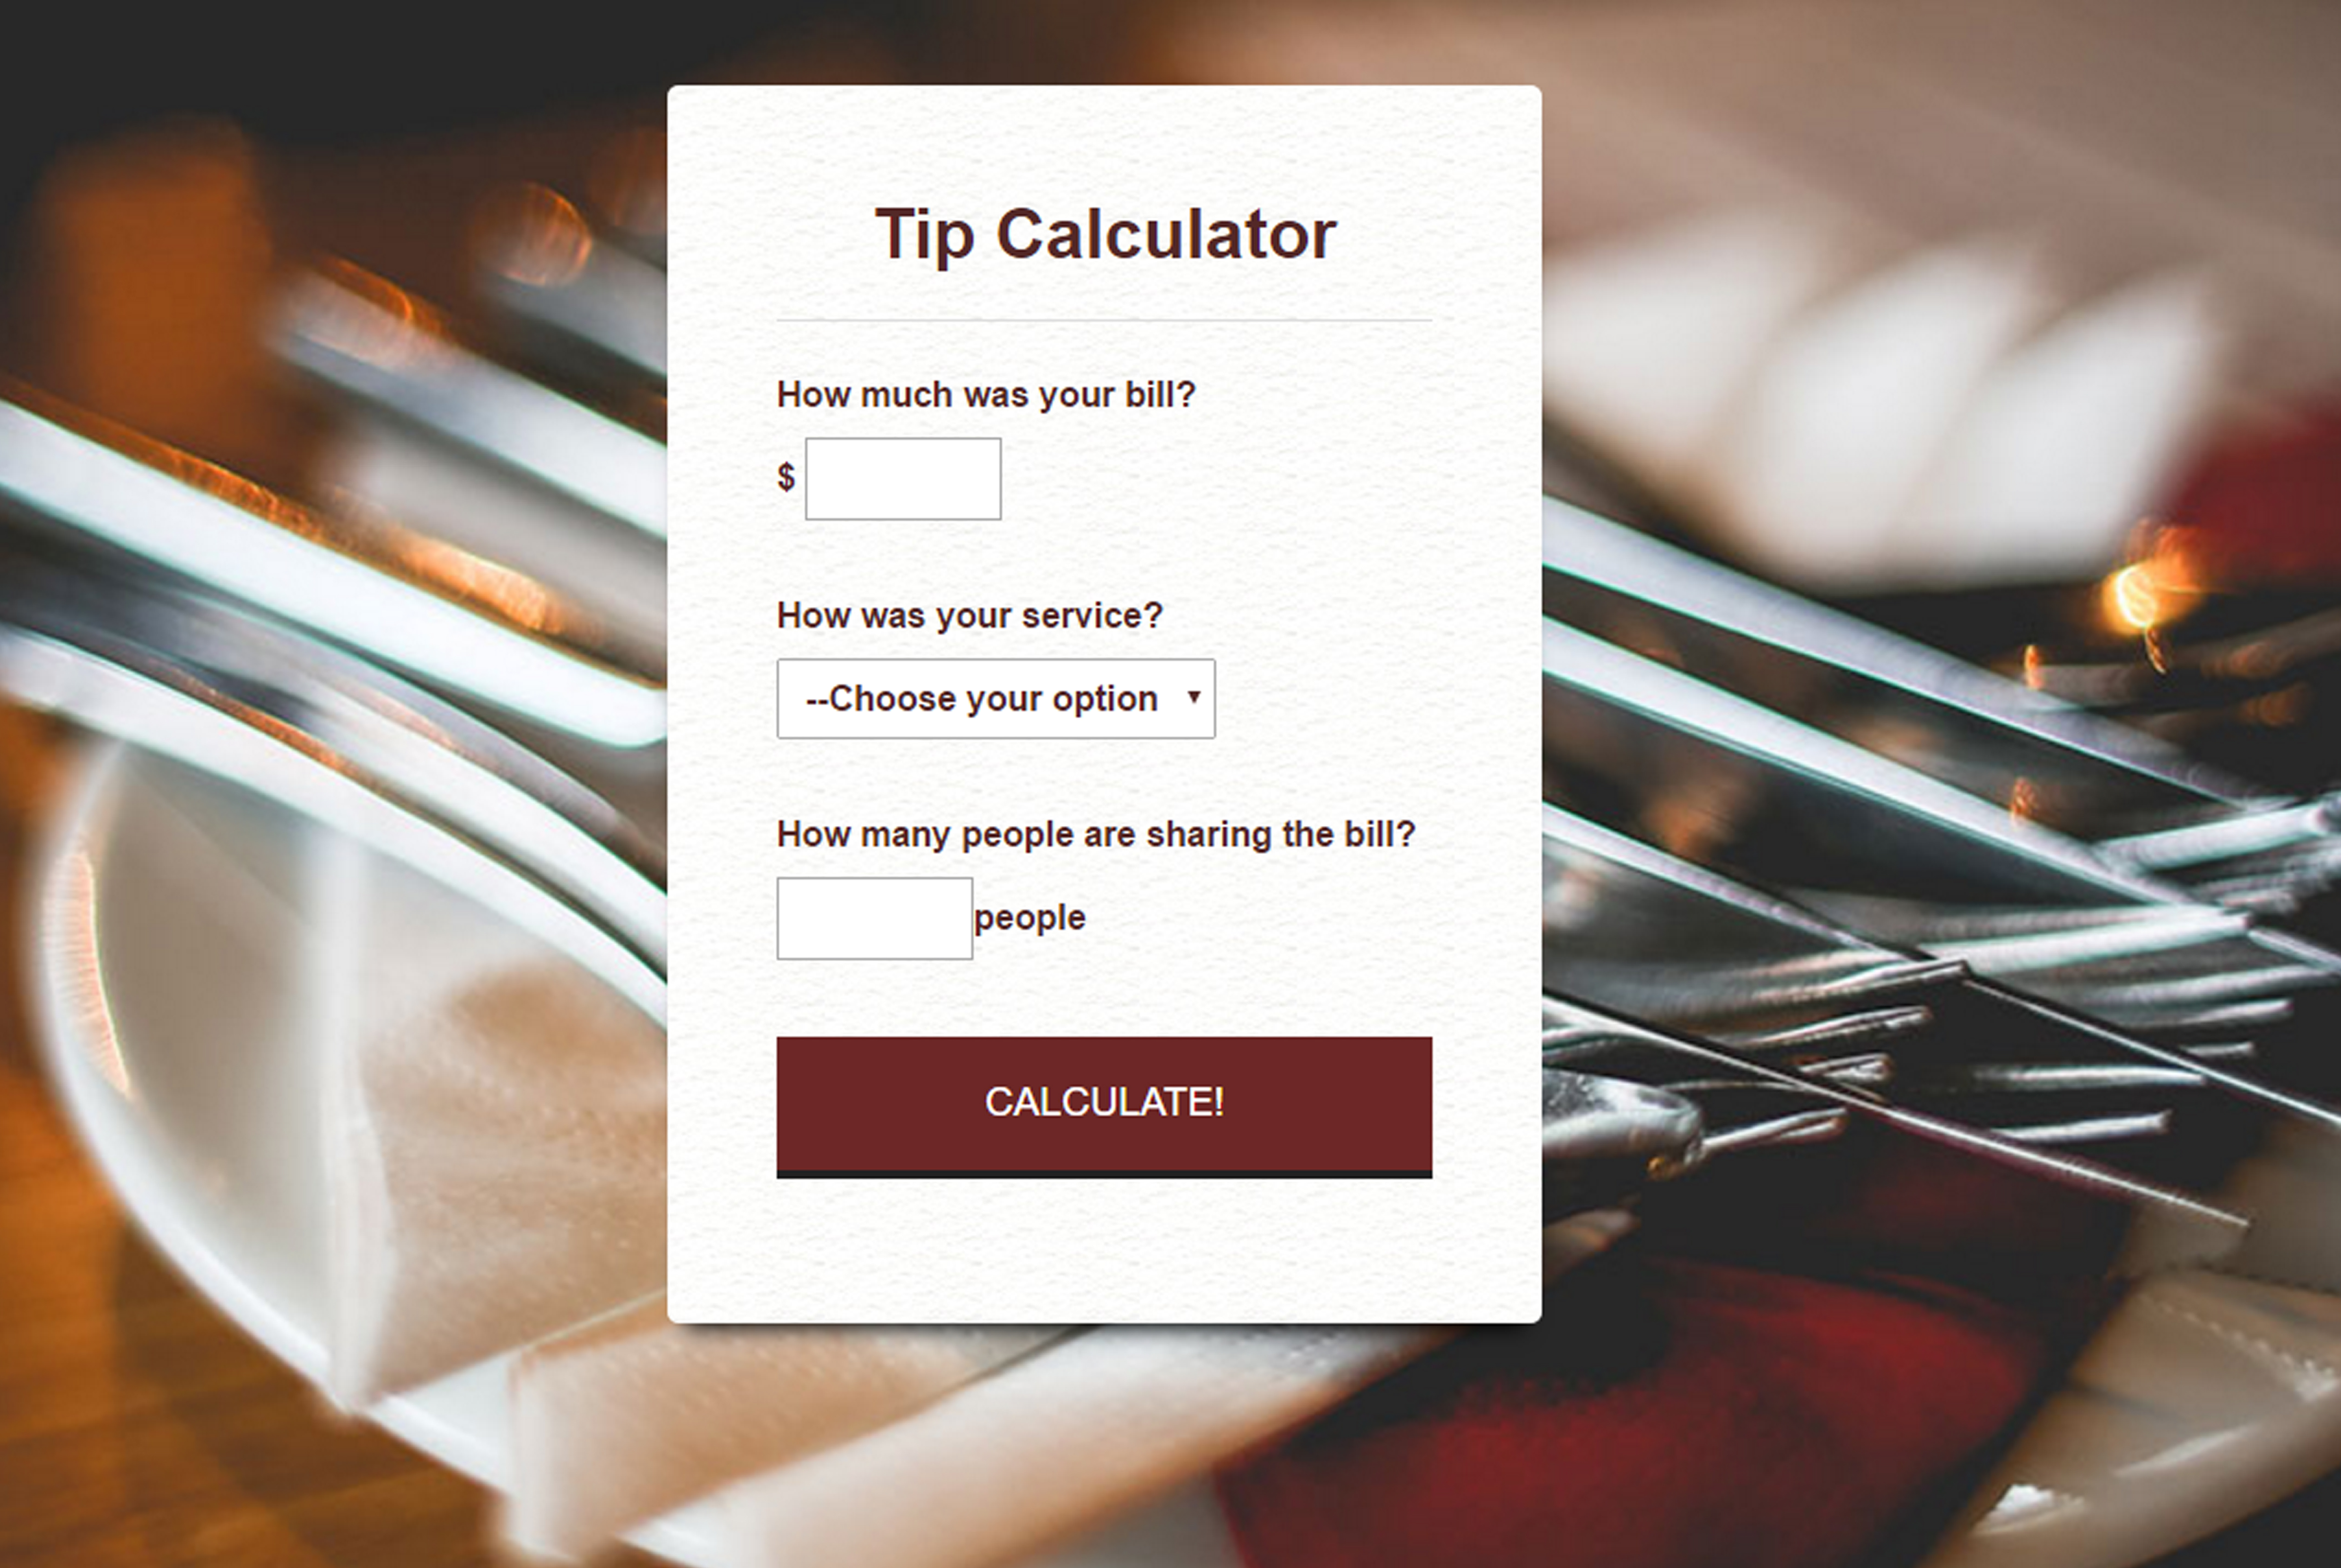 Tip Calculator
How much was your bill?
$
How was your service?
--Choose your option
How many people are sharing the bill?
people
CALCULATE!